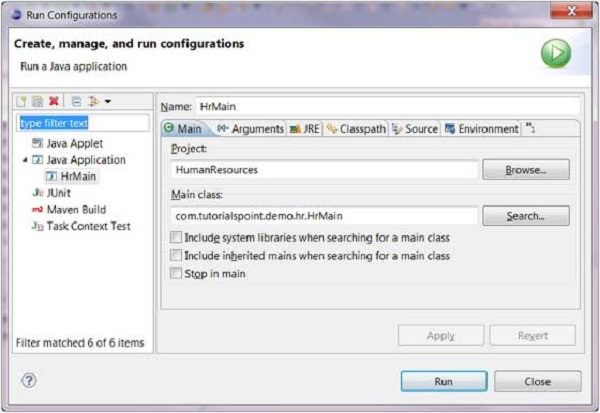 Run Configurations
Create, manage, and run configurations
Run a Java application
type filter text
Java Applet
Java Application
HrMain
JUnit
Maven Build
Task Context Test
Filter matched 6 of 6 items
Name: HrMain
Main Arguments JRE Classpath Source Environment »1
Project:
HumanResources Browse...
Main class:
com.tutorialspoint.demo.hr.HrMain Search...
Include system libraries when searching for a main class
Include inherited mains when searching for a main class
Stop in main
Apply Revert
Run Close